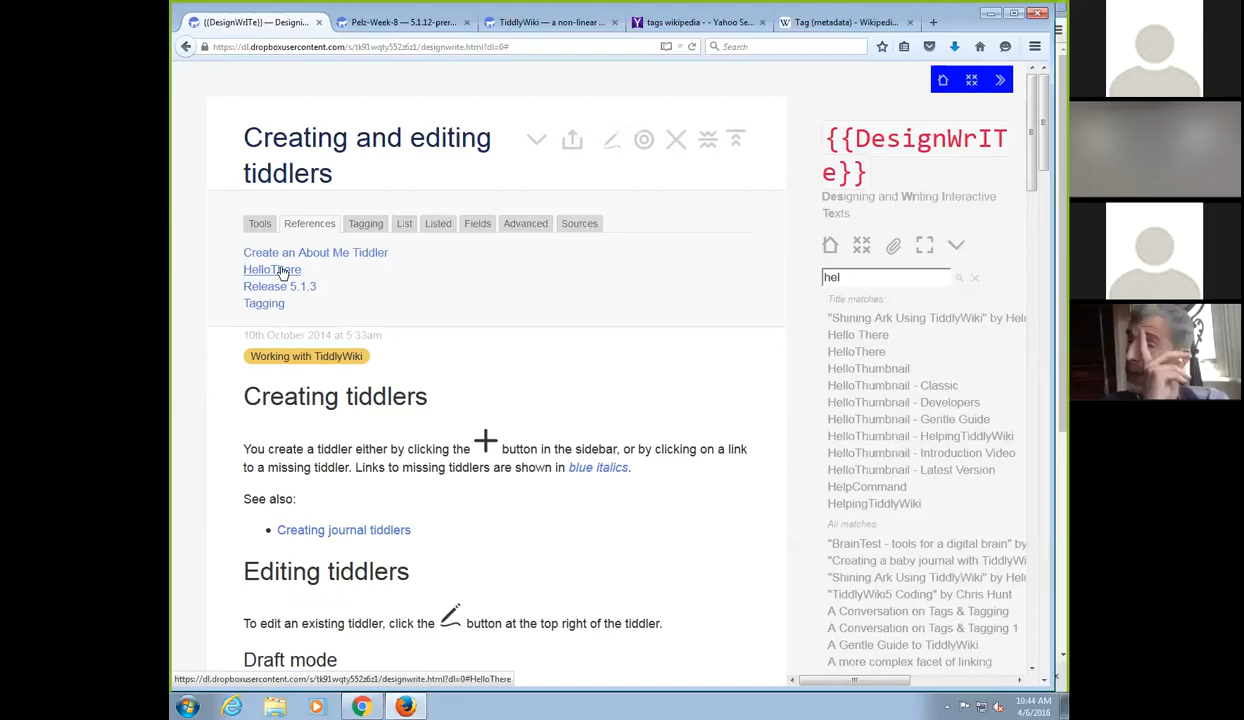 {{DesignWrITe}} — Designi...
Pelz-Week-8 — 5.1.12-prer...
TiddlyWiki — a non-linear ...
tags wikipedia - - Yahoo Se...
Tag (metadata) - Wikipedi...
https://dl.dropboxusercontent.com/s/tk91wqty552z6z1/designwrite.html?dl=0#
Search
Creating and editing
tiddlers
Tools
References
Tagging
List
Listed
Fields
Advanced
Sources
Create an About Me Tiddler
HelloThere
Release 5.1.3
Tagging
10th October 2014 at 5:33am
Working with TiddlyWiki
Creating tiddlers
You create a tiddler either by clicking the + button in the sidebar, or by clicking on a link
to a missing tiddler. Links to missing tiddlers are shown in blue italics.
See also:
Creating journal tiddlers
Editing tiddlers
To edit an existing tiddler, click the button at the top right of the tiddler.
Draft mode
https://dl.dropboxusercontent.com/s/tk91wqty552z6z1/designwrite.html?dl=0#HelloThere
{{DesignWrIT
e}}
Designing and Writing Interactive
Texts
hel
Title matches:
"Shining Ark Using TiddlyWiki" by Hel
Hello There
HelloThere
HelloThumbnail
HelloThumbnail - Classic
HelloThumbnail - Developers
HelloThumbnail - Gentle Guide
HelloThumbnail - HelpingTiddlyWiki
HelloThumbnail - Introduction Video
HelloThumbnail - Latest Version
HelpCommand
HelpingTiddlyWiki
All matches:
"BrainTest - tools for a digital brain" by
"Creating a baby journal with TiddlyWi
"Shining Ark Using TiddlyWiki" by Hel
"TiddlyWiki5 Coding" by Chris Hunt
A Conversation on Tags & Tagging
A Conversation on Tags & Tagging 1
A Gentle Guide to TiddlyWiki
A more complex facet of linking
10:44 AM
4/6/2016